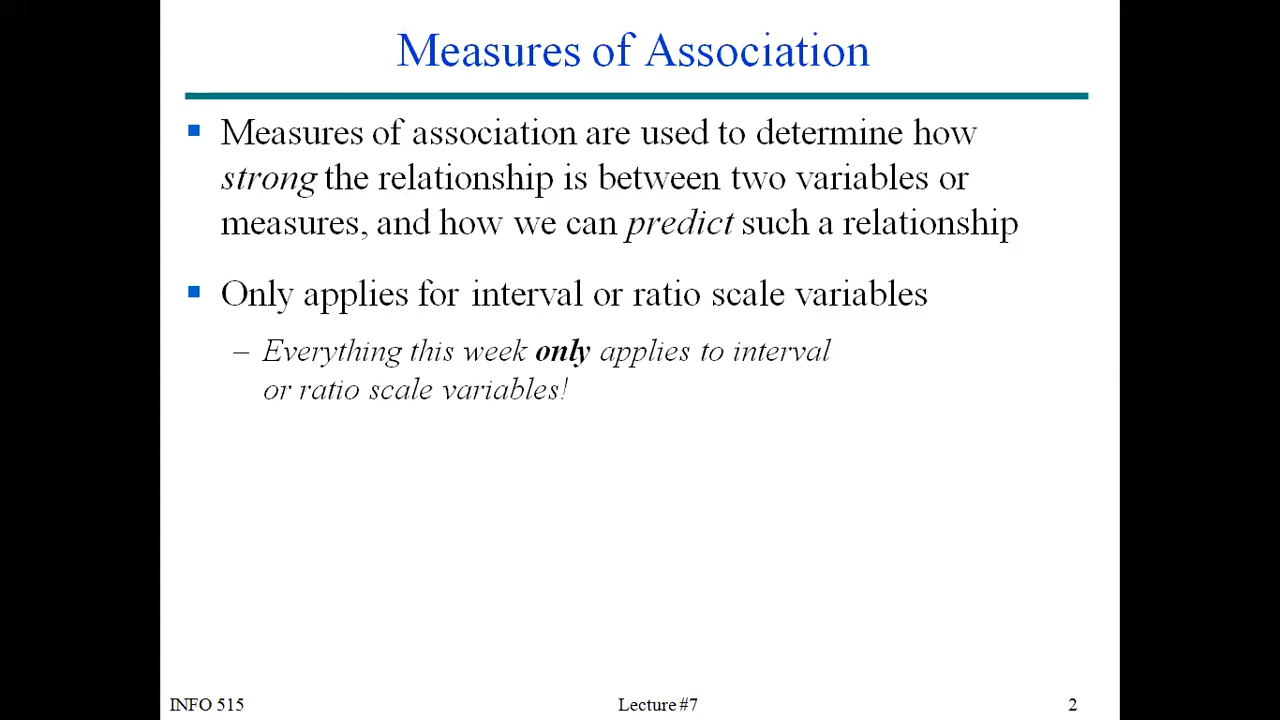 Measures of Association
▪ Measures of association are used to determine how
strong the relationship is between two variables or
measures, and how we can predict such a relationship
▪ Only applies for interval or ratio scale variables
– Everything this week only applies to interval
or ratio scale variables!
INFO 515
Lecture #7
2